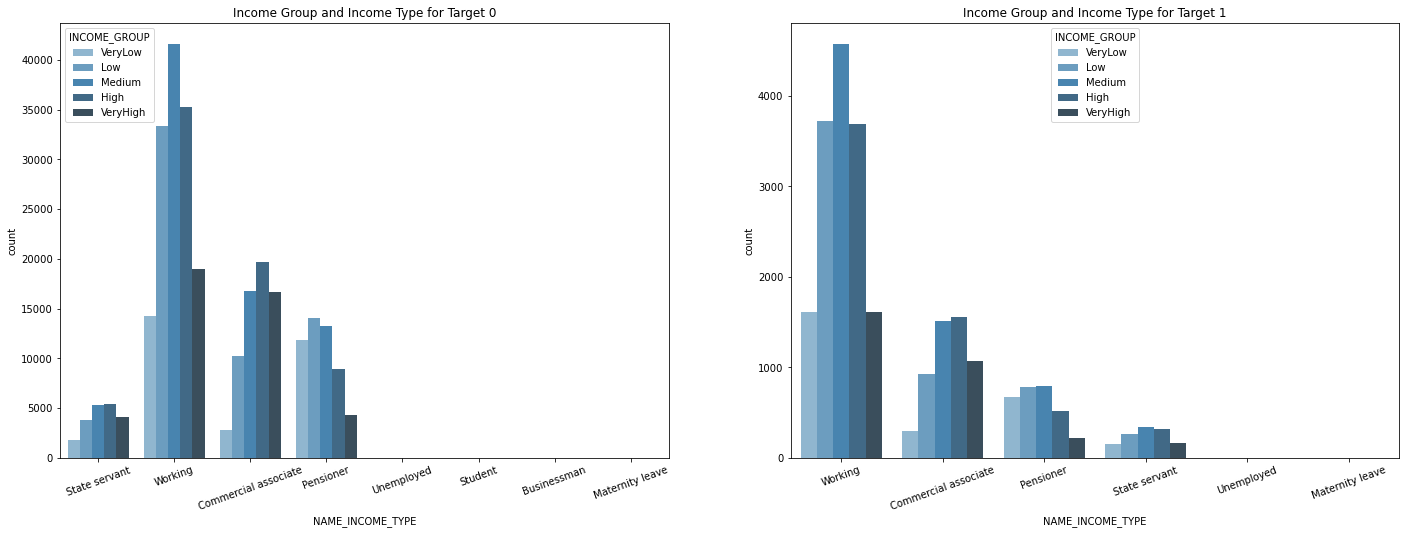 Income Group and Income Type for Target 0
INCOME_GROUP
VeryLow
Low
Medium
High
VeryHigh
count
40000
35000
30000
25000
20000
15000
10000
5000
0
State servant
Working
Commercial associate
Pensioner
Unemployed
Student
Businessman
Maternity leave
NAME_INCOME_TYPE
Income Group and Income Type for Target 1
INCOME_GROUP
VeryLow
Low
Medium
High
VeryHigh
count
4000
3000
2000
1000
0
Working
Commercial associate
Pensioner
State servant
Unemployed
Maternity leave
NAME_INCOME_TYPE